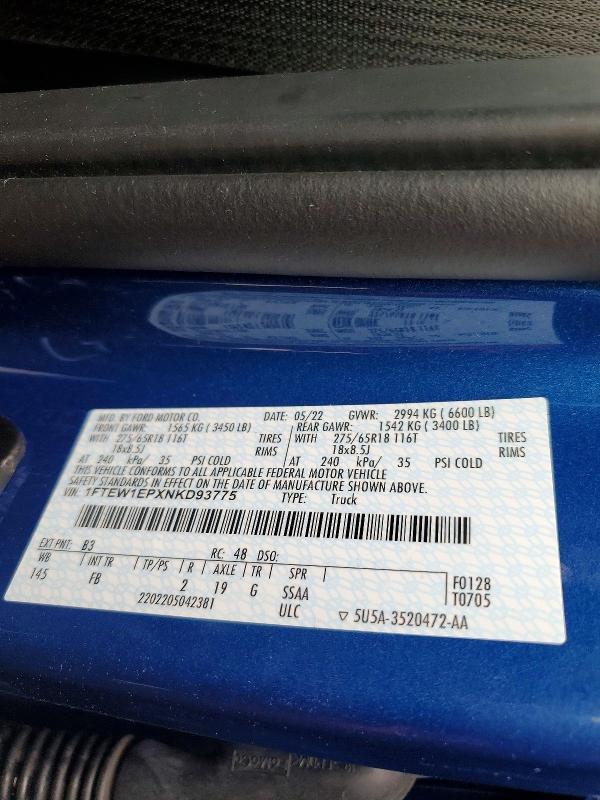 MFD. BY FORD MOTOR CO. DATE: 05/22 GVWR: 2994 KG ( 6600 LB)
FRONT GAWR: 1565 KG ( 3450 LB) REAR GAWR: 1542 KG ( 3400 LB)
WITH 275/65R18 116T TIRES WITH 275/65R18 116T TIRES
18x8.5J RIMS 18x8.5J RIMS
AT 240 kPa/ 35 PSI COLD AT 240 kPa/ 35 PSI COLD
THIS VEHICLE CONFORMS TO ALL APPLICABLE FEDERAL MOTOR VEHICLE
SAFETY STANDARDS IN EFFECT ON THE DATE OF MANUFACTURE SHOWN ABOVE.
VIN: 1FTEW1EPXNKD93775 TYPE: Truck
EXT PNT: B3 RC: 48 DSO:
WB INT TR TP/PS R AXLE TR SPR F0128
145 FB 2 19 G SSAA T0705
2202205042381 ULC ▽ 5U5A-3520472-AA